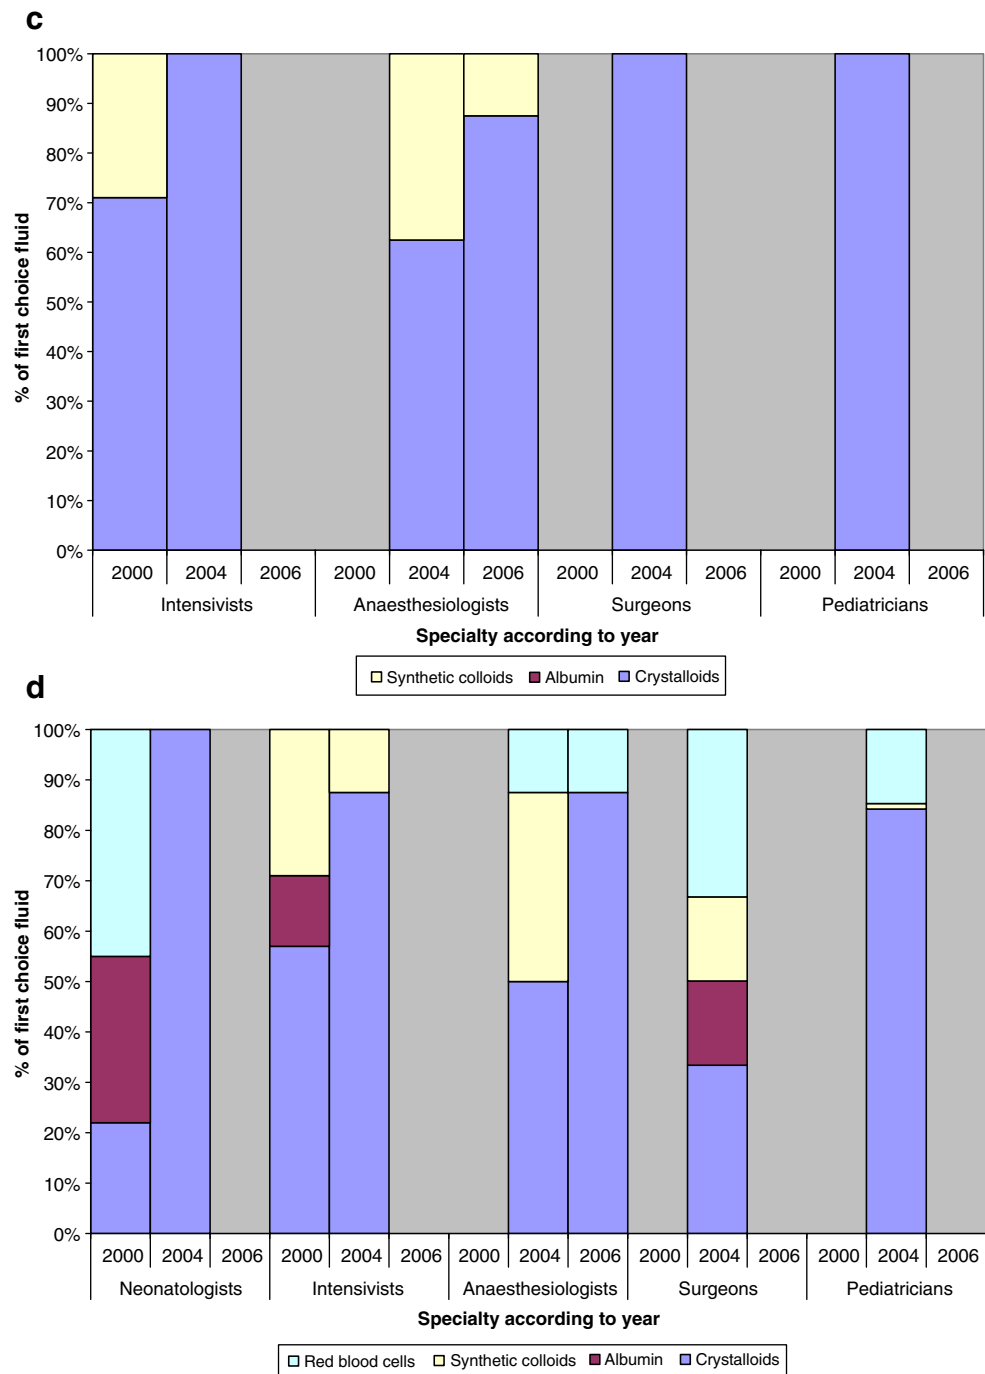 c
100%
90%
80%
70%
60%
50%
40%
30%
20%
10%
0%
% of first choice fluid
2000 2004 2006 2000 2004 2006 2000 2004 2006 2000 2004 2006
Intensivists Anaesthesiologists Surgeons Pediatricians
Specialty according to year
Synthetic colloids Albumin Crystalloids
d
100%
90%
80%
70%
60%
50%
40%
30%
20%
10%
0%
% of first choice fluid
2000 2004 2006 2000 2004 2006 2000 2004 2006 2000 2004 2006 2000 2004 2006
Neonatologists Intensivists Anaesthesiologists Surgeons Pediatricians
Specialty according to year
Red blood cells Synthetic colloids Albumin Crystalloids